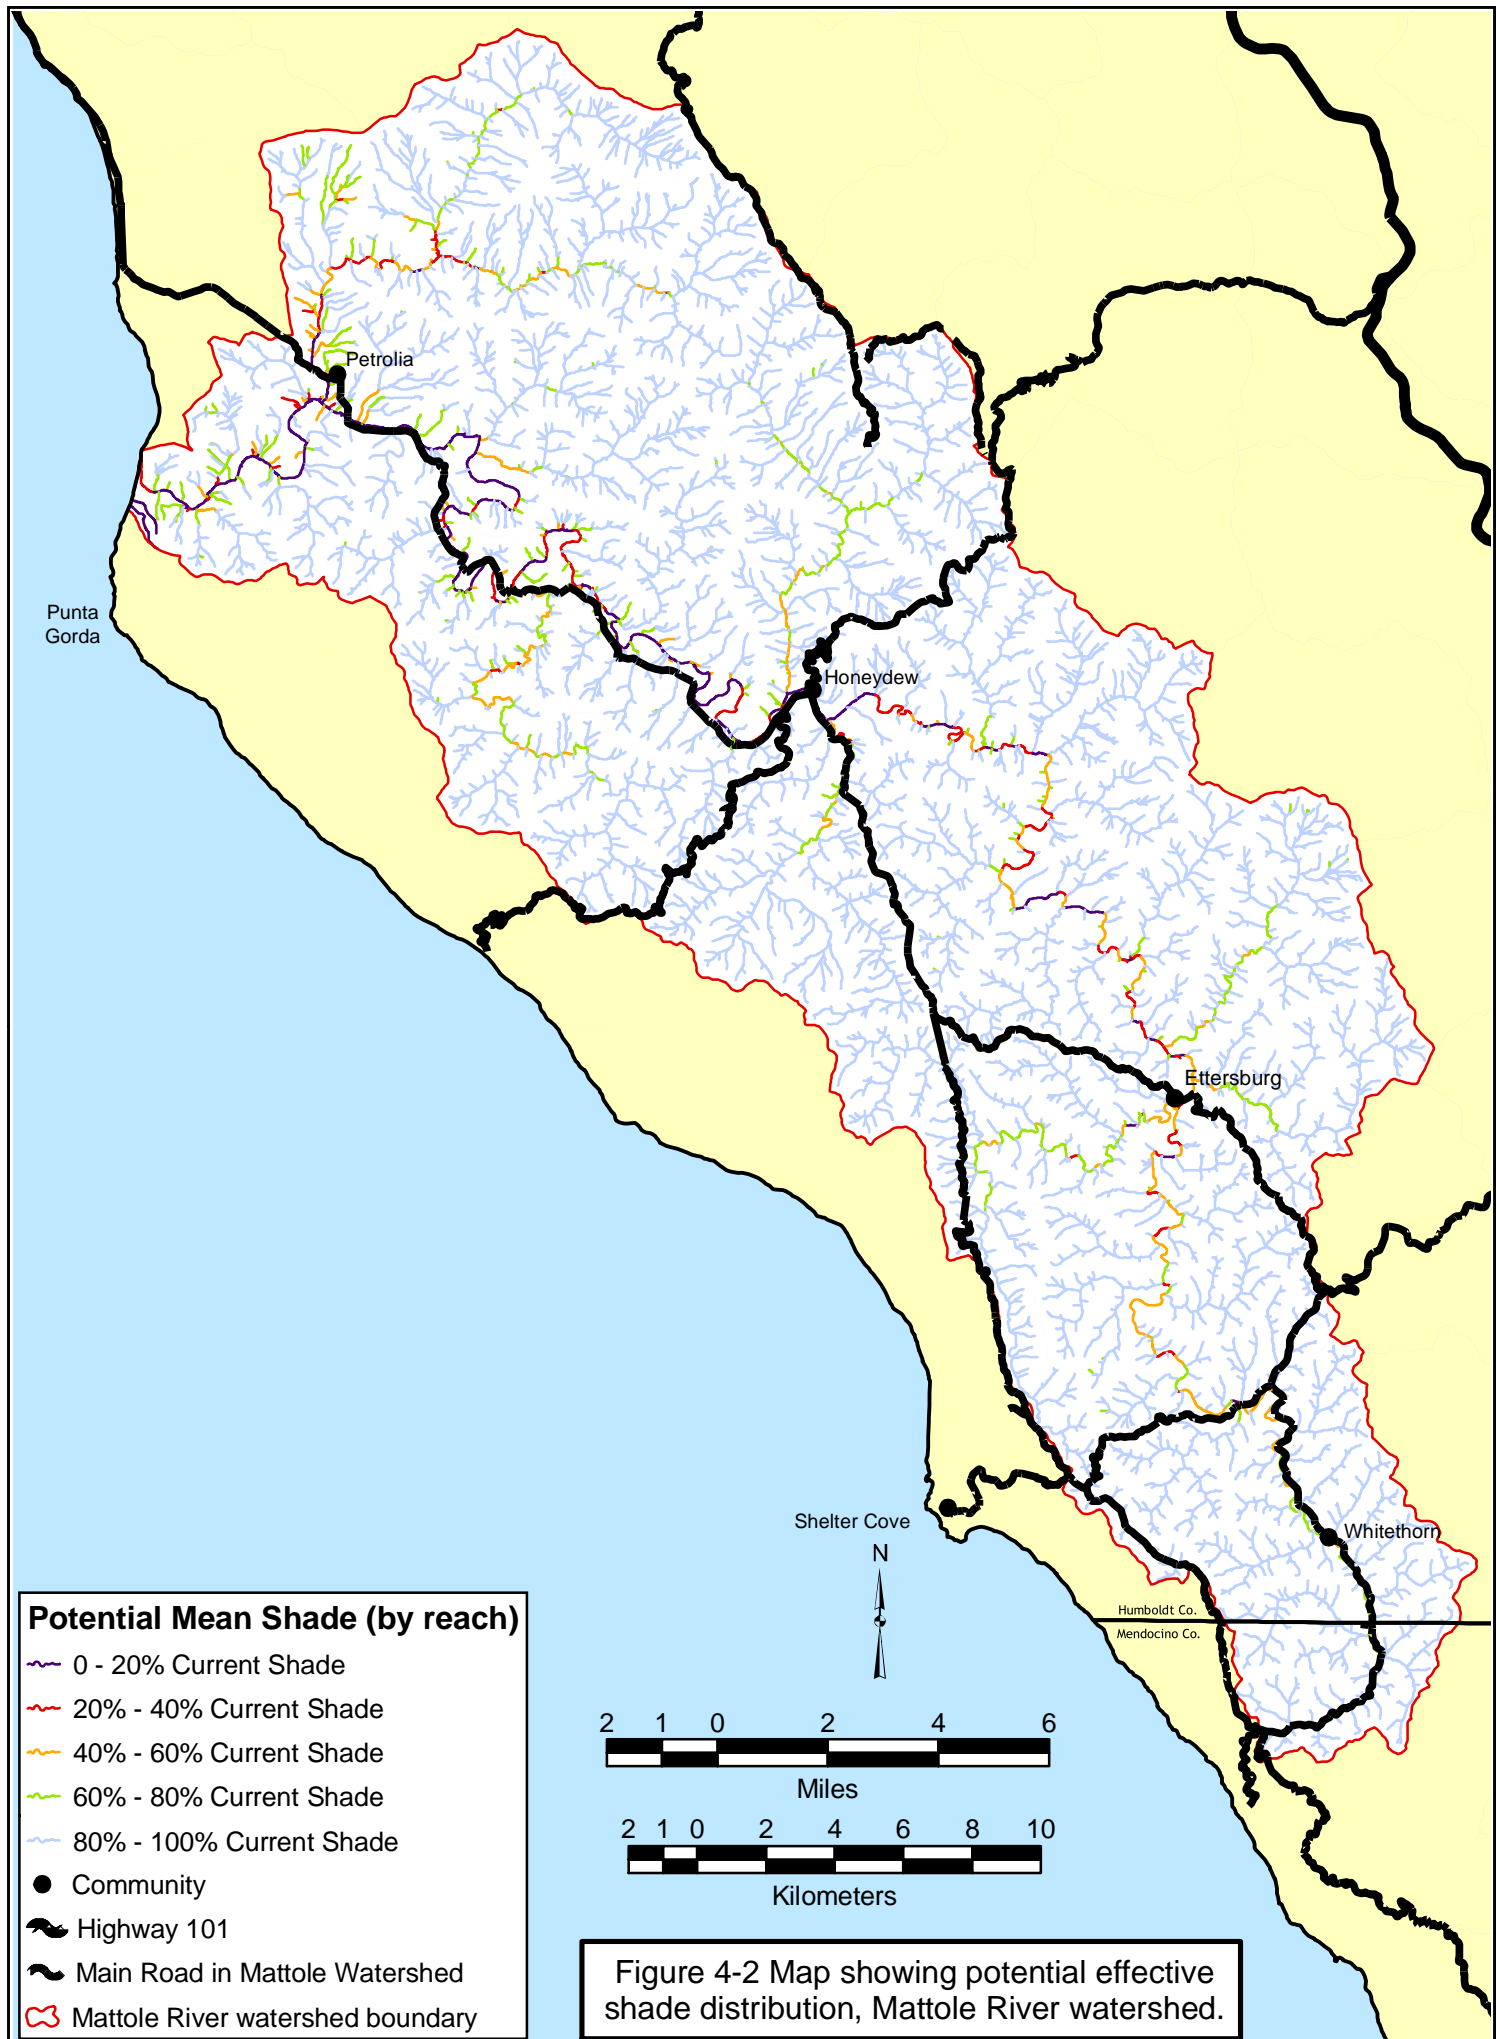 Petrolia
Punta
Gorda
Honeydew
Ettersburg
Shelter Cove
N
Whitethorn
Humboldt Co.
Mendocino Co.
Potential Mean Shade (by reach)
0 - 20% Current Shade
20% - 40% Current Shade
40% - 60% Current Shade
60% - 80% Current Shade
80% - 100% Current Shade
Community
Highway 101
Main Road in Mattole Watershed
Mattole River watershed boundary
2 1 0 2 4 6
Miles
2 1 0 2 4 6 8 10
Kilometers
Figure 4-2 Map showing potential effective
shade distribution, Mattole River watershed.